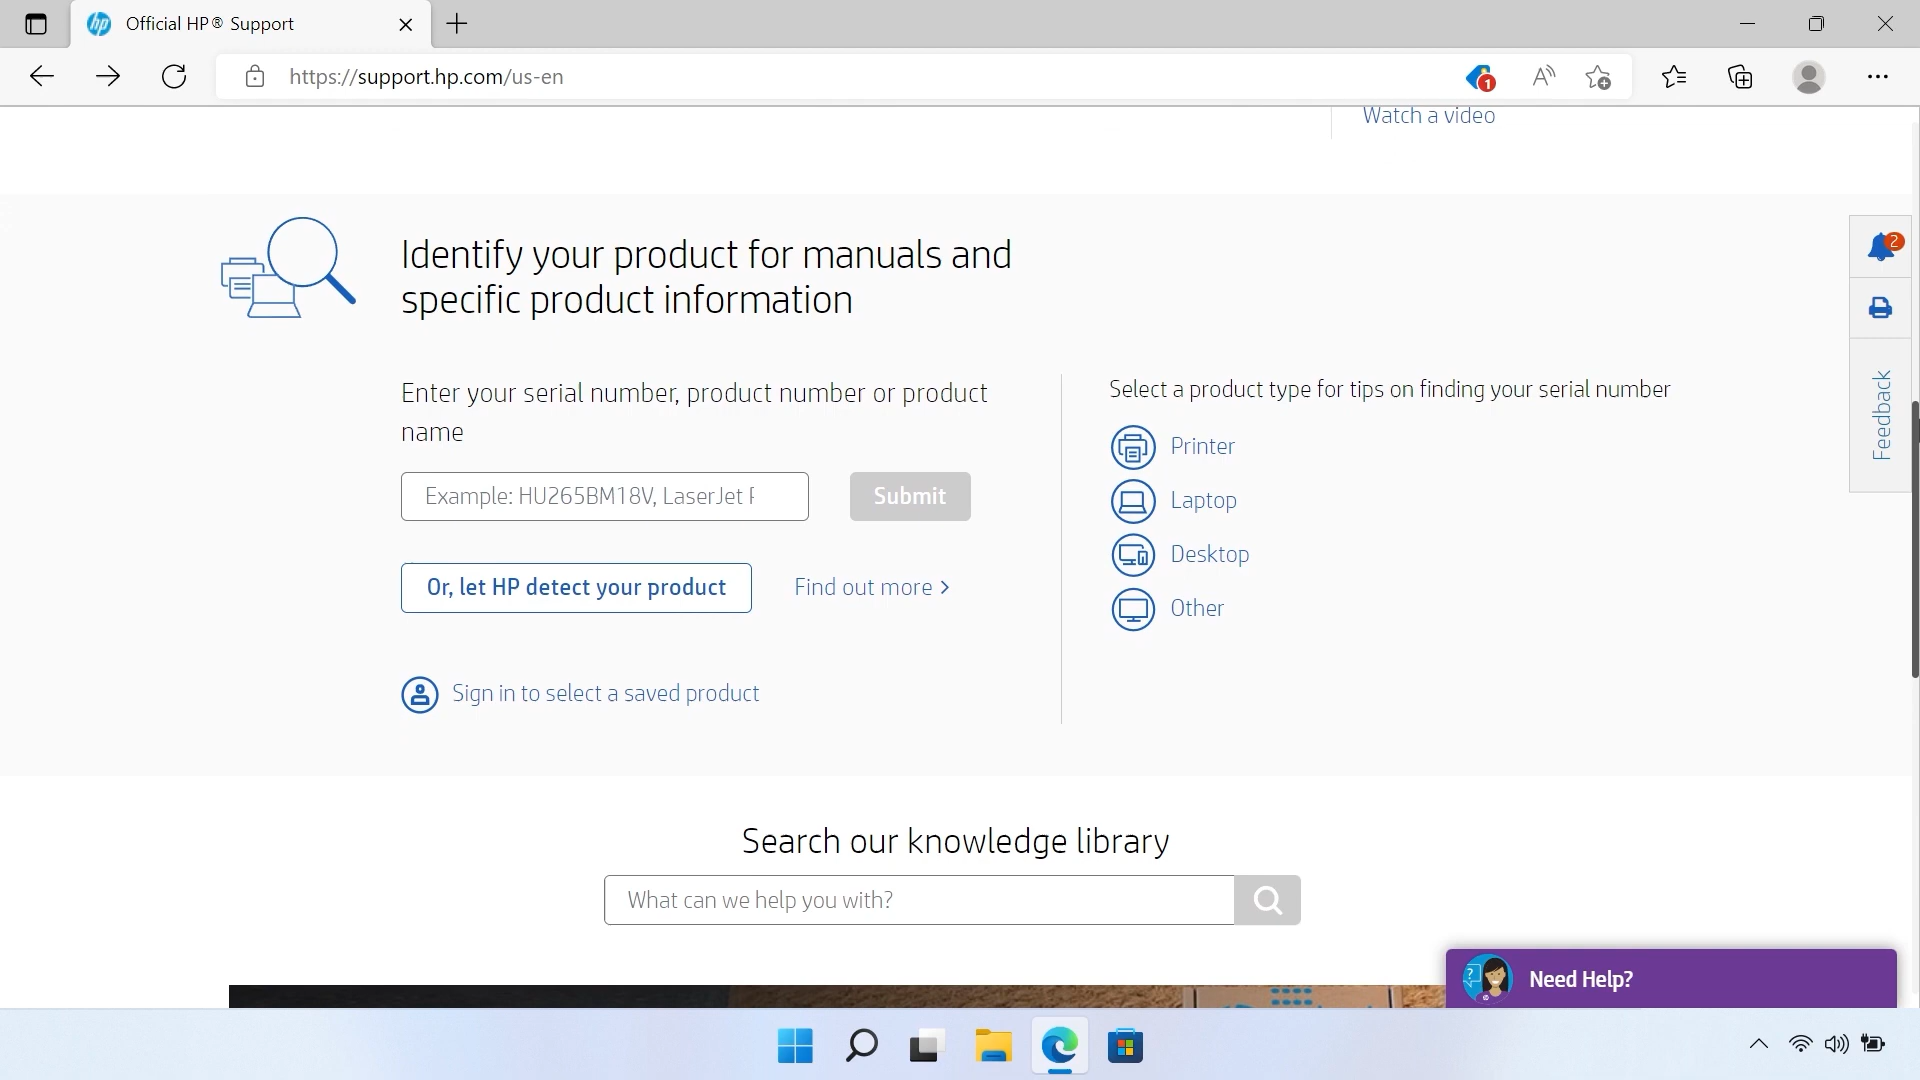 hp Official HP® Support
https://support.hp.com/us-en
1
Watch a video
Identify your product for manuals and
specific product information
2
Feedback
Enter your serial number, product number or product
name
Example: HU265BM18V, LaserJet P
Submit
Or, let HP detect your product
Find out more
Sign in to select a saved product
Select a product type for tips on finding your serial number
Printer
Laptop
Desktop
Other
Search our knowledge library
What can we help you with?
Need Help?